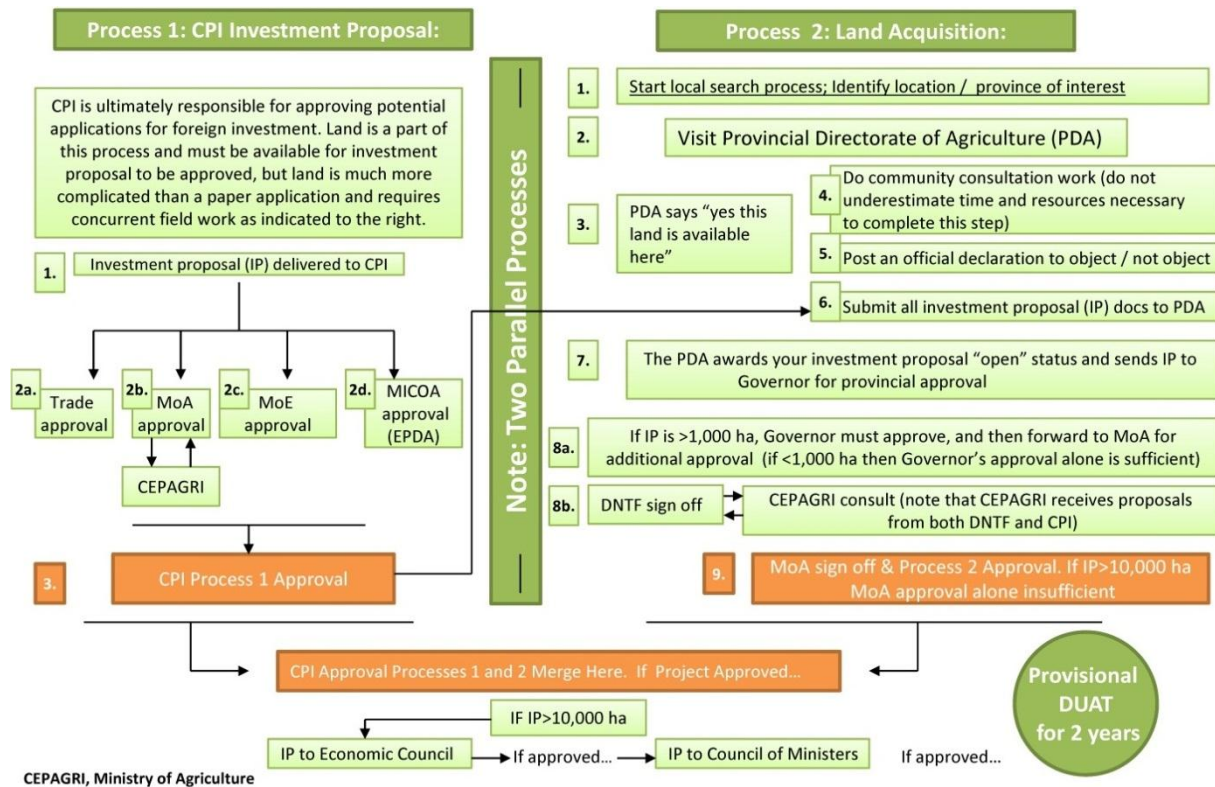 Process 1: CPI Investment Proposal:
CPI is ultimately responsible for approving potential
applications for foreign investment. Land is a part of
this process and must be available for investment
proposal to be approved, but land is much more
complicated than a paper application and requires
concurrent field work as indicated to the right.
1.
Investment proposal (IP) delivered to CPI
2a.
Trade
approval
2b.
MoA
approval
2c.
MoE
approval
2d.
MICOA
approval
(EPDA)
CEPAGRI
3.
CPI Process 1 Approval
Note: Two Parallel Processes
Process 2: Land Acquisition:
1.
Start local search process; Identify location / province of interest
2.
Visit Provincial Directorate of Agriculture (PDA)
3.
PDA says “yes this
land is available
here”
4.
Do community consultation work (do not
underestimate time and resources necessary
to complete this step)
5.
Post an official declaration to object / not object
6.
Submit all investment proposal (IP) docs to PDA
7.
The PDA awards your investment proposal “open” status and sends IP to
Governor for provincial approval
8a.
If IP is >1,000 ha, Governor must approve, and then forward to MoA for
additional approval (if <1,000 ha then Governor’s approval alone is sufficient)
8b.
DNTF sign off
CEPAGRI consult (note that CEPAGRI receives proposals
from both DNTF and CPI)
9.
MoA sign off & Process 2 Approval. If IP>10,000 ha
MoA approval alone insufficient
CPI Approval Processes 1 and 2 Merge Here. If Project Approved…
IF IP>10,000 ha
IP to Economic Council
If approved…
IP to Council of Ministers
If approved…
Provisional
DUAT
for 2 years
CEPAGRI, Ministry of Agriculture